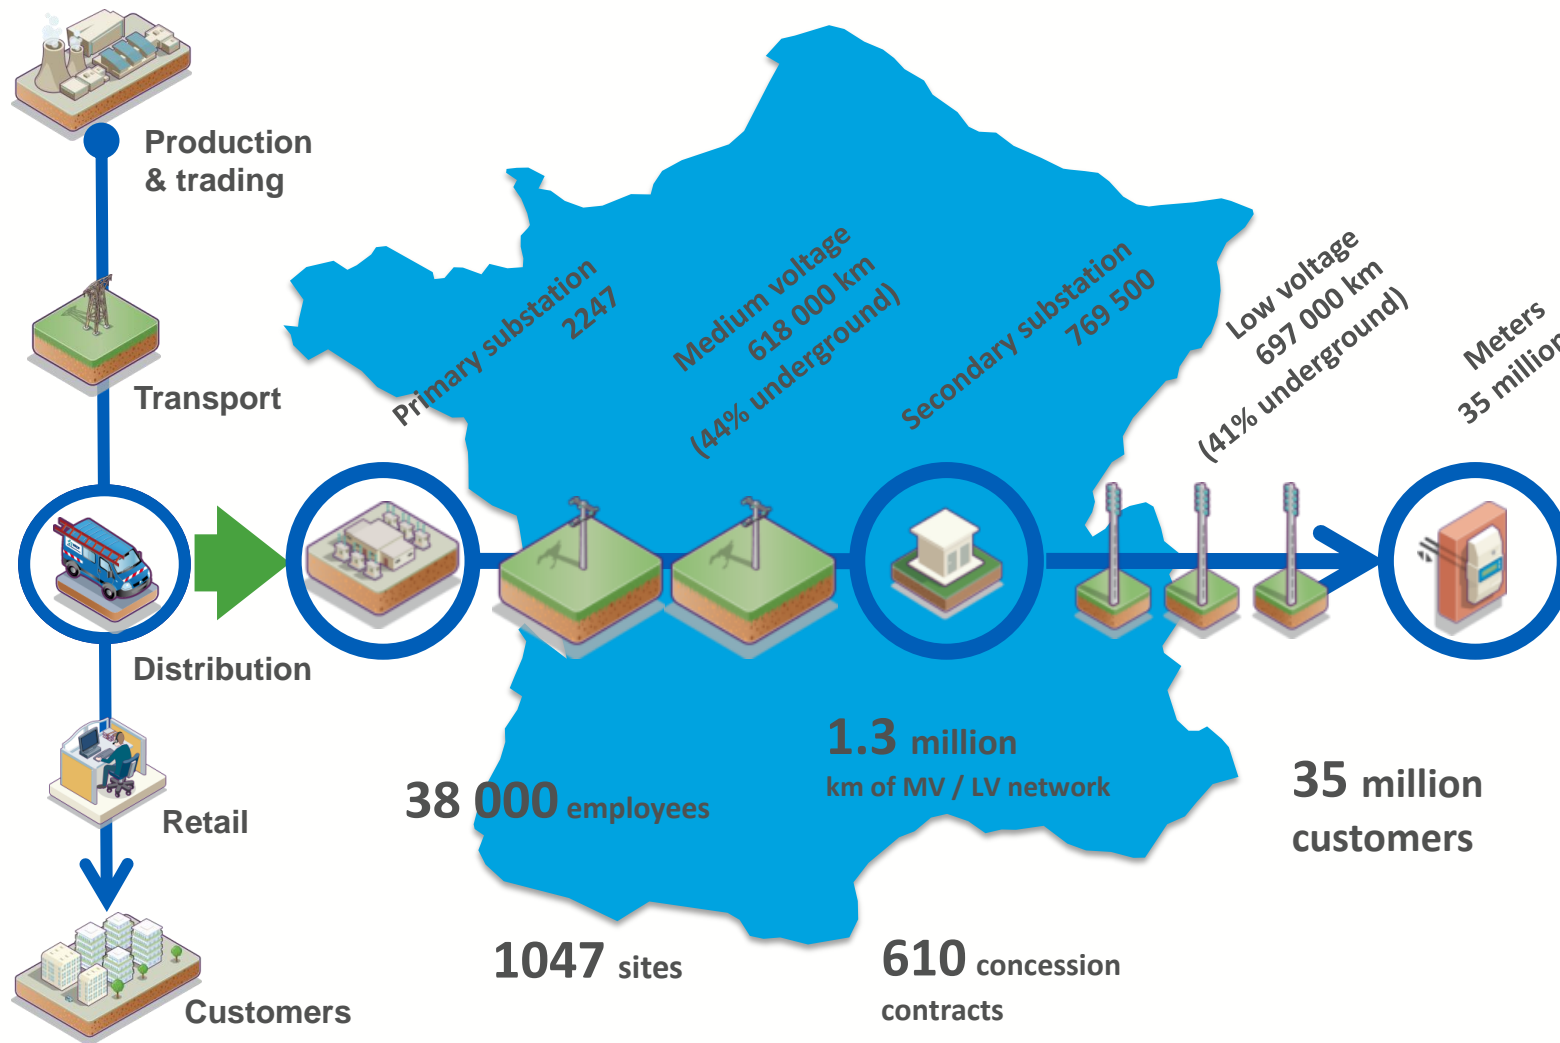 Production
& trading
Transport
Distribution
Retail
Customers
Primary substation
2247
Medium voltage
618 000 km
(44% underground)
Secondary substation
769 500
Low voltage
697 000 km
(41% underground)
Meters
35 million
38 000 employees
1.3 million
km of MV / LV network
35 million
customers
1047 sites
610 concession
contracts